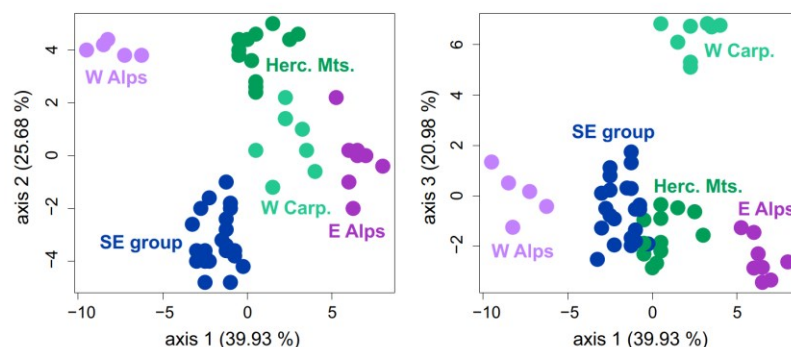 4
2
0
−2
−4
axis 2 (25.68 %)
W Alps
Herc. Mts.
W Carp.
E Alps
SE group
−10
−5
0
5
axis 1 (39.93 %)
6
4
2
0
−2
axis 3 (20.98 %)
W Carp.
SE group
Herc. Mts.
E Alps
W Alps
−10
−5
0
5
axis 1 (39.93 %)